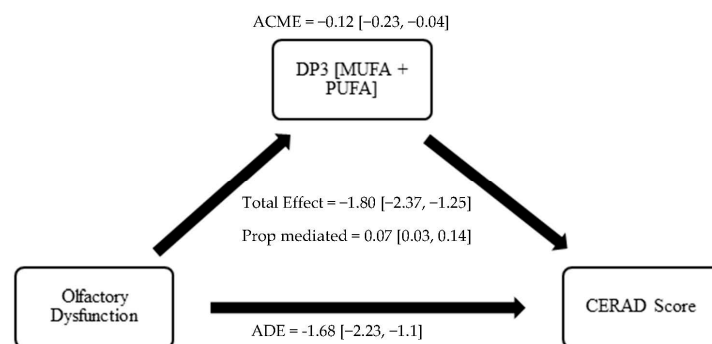 ACME = −0.12 [−0.23, −0.04]
DP3 [MUFA +
PUFA]
Total Effect = −1.80 [−2.37, −1.25]
Prop mediated = 0.07 [0.03, 0.14]
Olfactory
Dysfunction
CERAD Score
ADE = -1.68 [−2.23, −1.1]